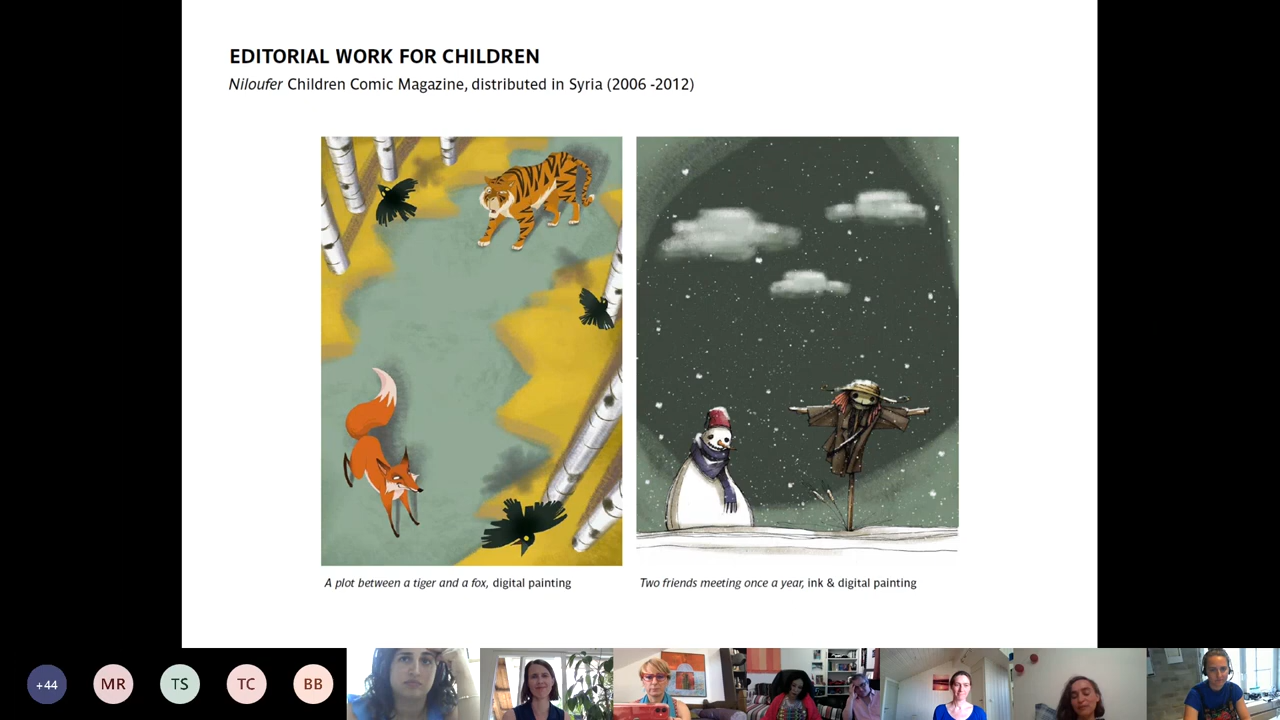 EDITORIAL WORK FOR CHILDREN
Niloufer Children Comic Magazine, distributed in Syria (2006 -2012)
A plot between a tiger and a fox, digital painting
Two friends meeting once a year, ink & digital painting
+44
MR
TS
TC
BB